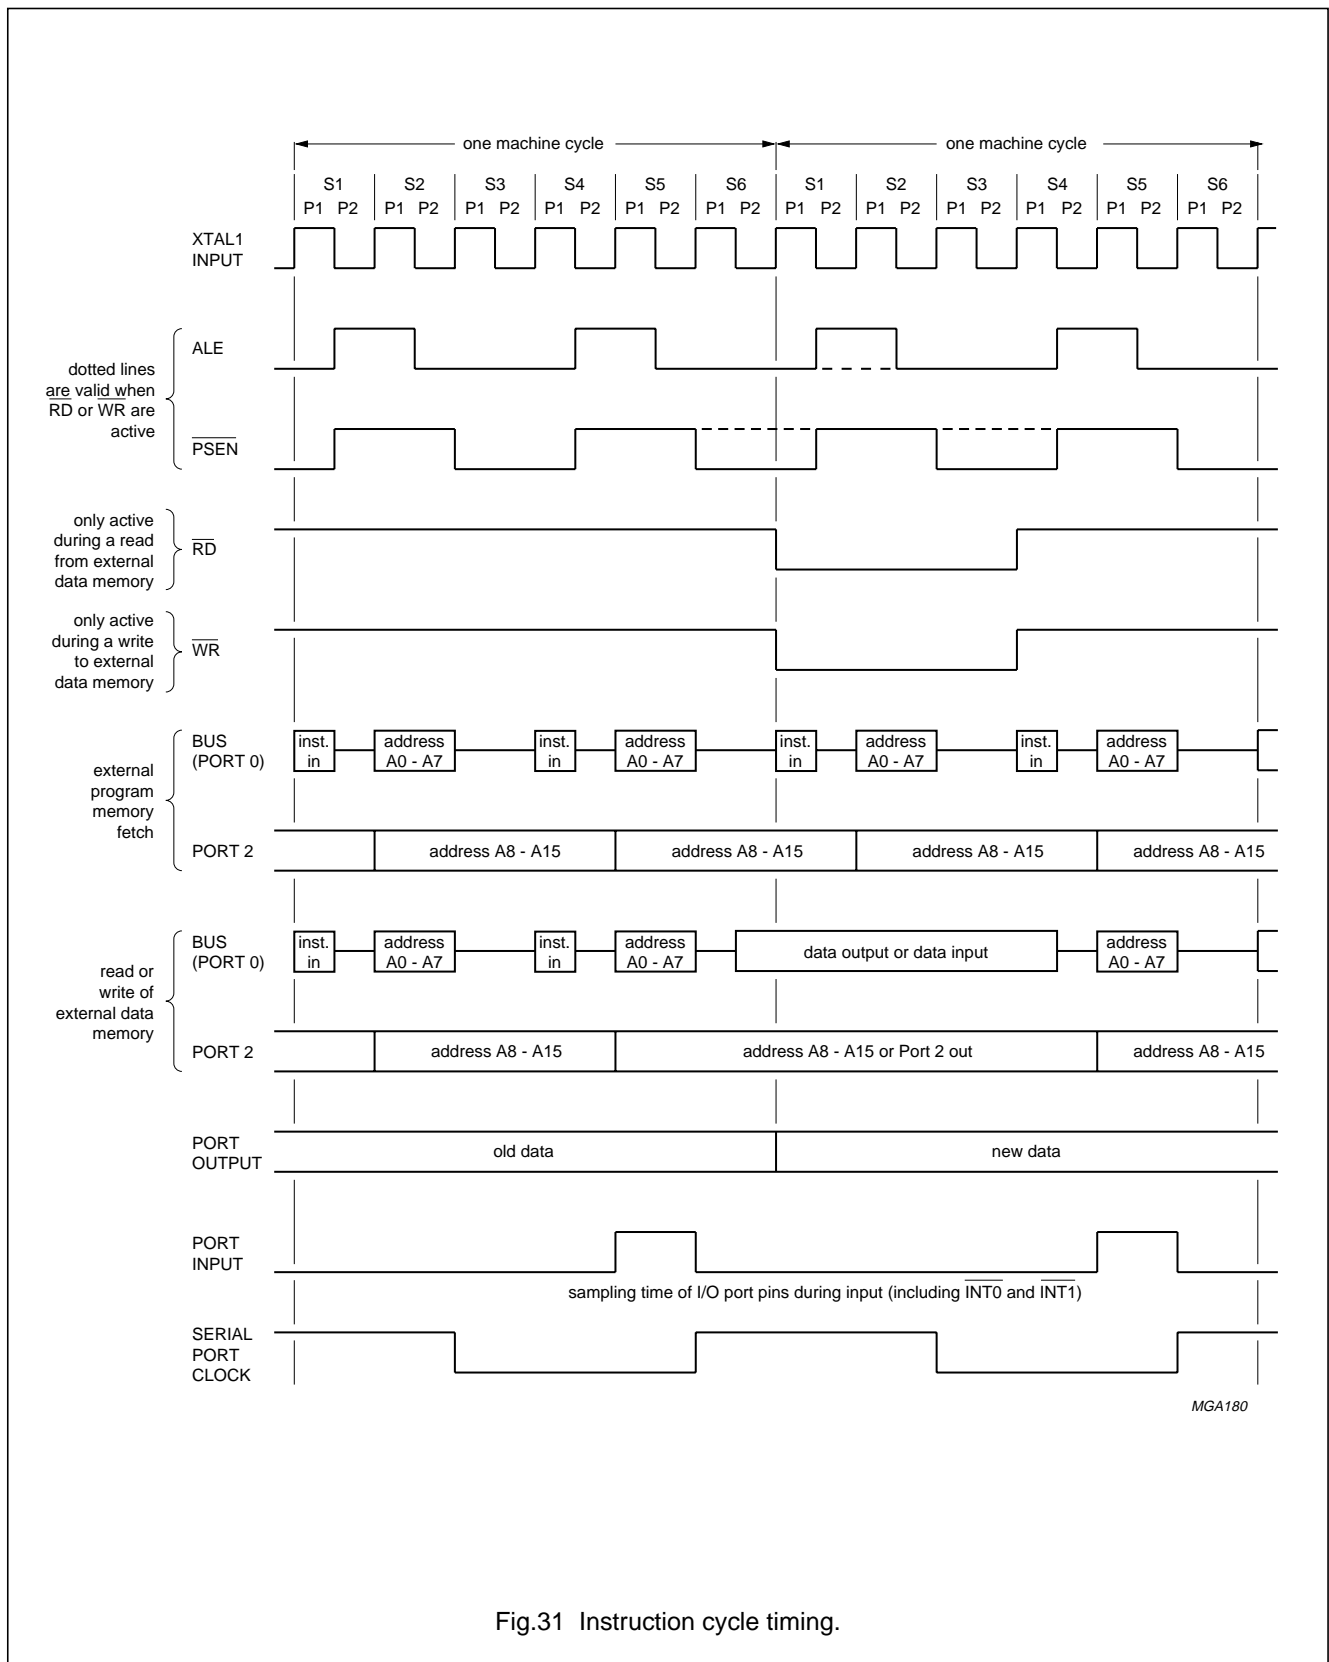 one machine cycle one machine cycle
S1 S2 S3 S4 S5 S6 S1 S2 S3 S4 S5 S6
P1 P2 P1 P2 P1 P2 P1 P2 P1 P2 P1 P2 P1 P2 P1 P2 P1 P2 P1 P2 P1 P2 P1 P2
XTAL1
INPUT
dotted lines
are valid when
R̅D̅ or W̅R̅ are
active
ALE
P̅S̅E̅N̅
only active
during a read
from external
data memory
R̅D̅
only active
during a write
to external
data memory
W̅R̅
external
program
memory
fetch
BUS
(PORT 0)
inst. address inst. address inst. address inst. address
in A0 - A7 in A0 - A7 in A0 - A7 in A0 - A7
PORT 2 address A8 - A15 address A8 - A15 address A8 - A15 address A8 - A15
read or
write of
external data
memory
BUS
(PORT 0)
inst. address inst. address data output or data input address
in A0 - A7 in A0 - A7 A0 - A7
PORT 2 address A8 - A15 address A8 - A15 or Port 2 out address A8 - A15
PORT
OUTPUT
old data new data
PORT
INPUT
sampling time of I/O port pins during input (including I̅N̅T̅0̅ and I̅N̅T̅1̅)
SERIAL
PORT
CLOCK
MGA180
Fig.31 Instruction cycle timing.